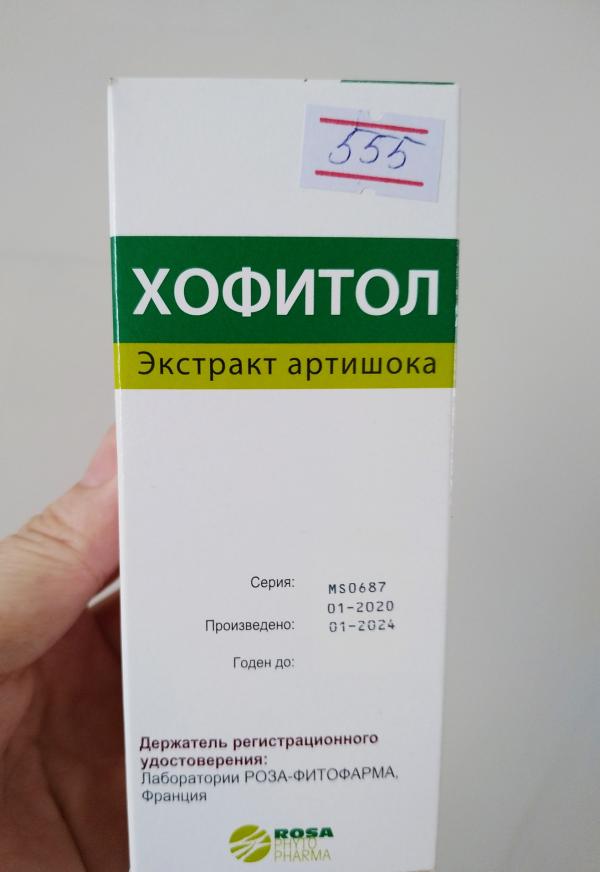 555
ХОФИТОЛ
Экстракт артишока
Серия: MS0687
01-2020
Произведено: 01-2024
Годен до:
Держатель регистрационного
удостоверения:
Лаборатории РОЗА-ФИТОФАРМА,
Франция
ROSA
PHYTO
PHARMA